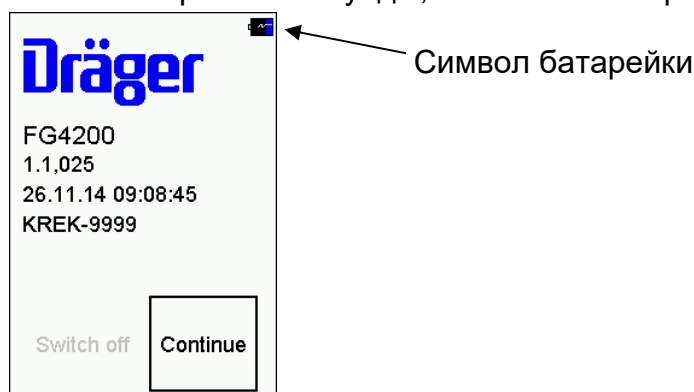 Dräger
Символ батарейки
FG4200
1.1,025
26.11.14 09:08:45
KREK-9999
Switch off
Continue